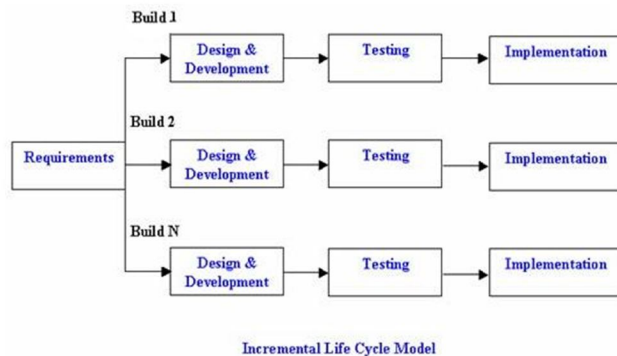 Build 1
Design &
Development
Testing
Implementation
Build 2
Requirements
Design &
Development
Testing
Implementation
Build N
Design &
Development
Testing
Implementation
Incremental Life Cycle Model